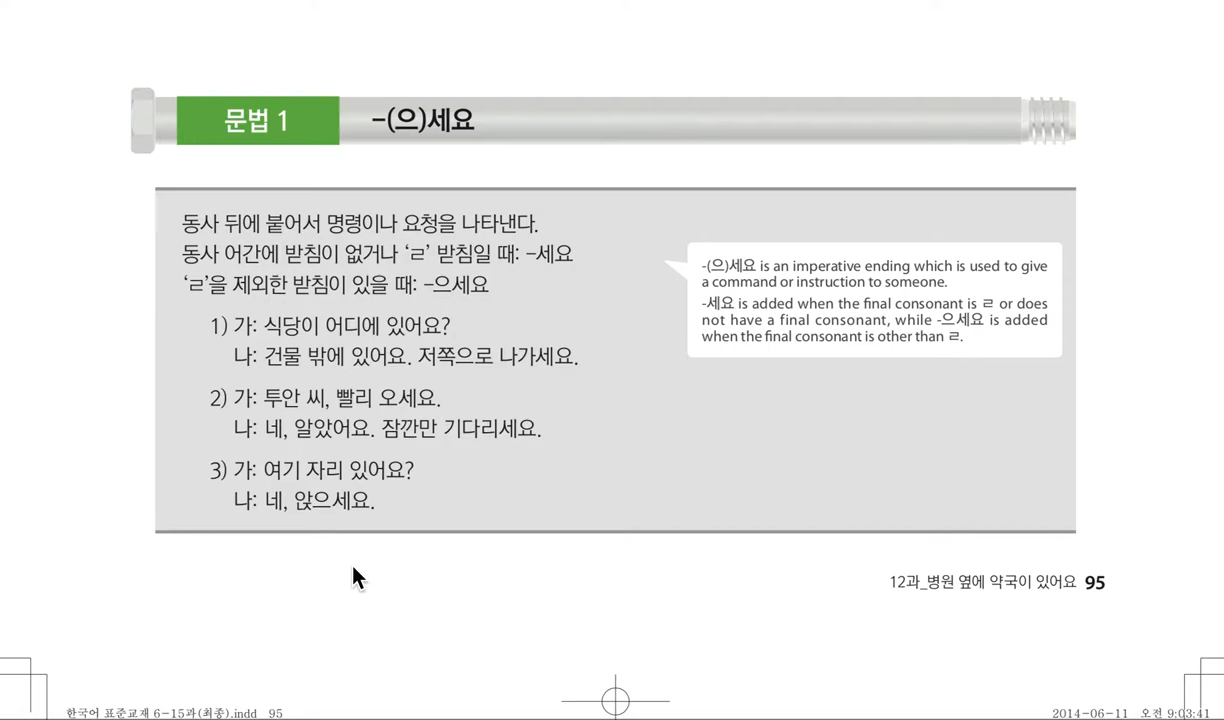 문법 1 -(으)세요
동사 뒤에 붙어서 명령이나 요청을 나타낸다.
동사 어간에 받침이 없거나 ‘ㄹ’ 받침일 때: -세요
‘ㄹ’을 제외한 받침이 있을 때: -으세요
1) 가: 식당이 어디에 있어요?
나: 건물 밖에 있어요. 저쪽으로 나가세요.
2) 가: 투안 씨, 빨리 오세요.
나: 네, 알았어요. 잠깐만 기다리세요.
3) 가: 여기 자리 있어요?
나: 네, 앉으세요.
-(으)세요 is an imperative ending which is used to give
a command or instruction to someone.
-세요 is added when the final consonant is ㄹ or does
not have a final consonant, while -으세요 is added
when the final consonant is other than ㄹ.
12과_병원 옆에 약국이 있어요 95
한국어 표준교재 6-15과(최종).indd 95
2014-06-11 오전 9:03:41